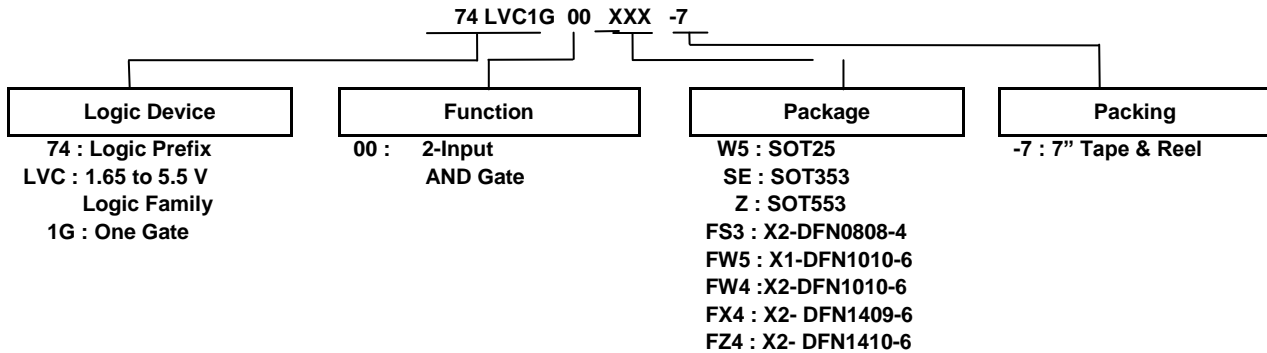 74 LVC1G 00 XXX -7
Logic Device
74 : Logic Prefix
LVC : 1.65 to 5.5 V
Logic Family
1G : One Gate
Function
00 : 2-Input
AND Gate
Package
W5 : SOT25
SE : SOT353
Z : SOT553
FS3 : X2-DFN0808-4
FW5 : X1-DFN1010-6
FW4 :X2-DFN1010-6
FX4 : X2- DFN1409-6
FZ4 : X2- DFN1410-6
Packing
-7 : 7” Tape & Reel